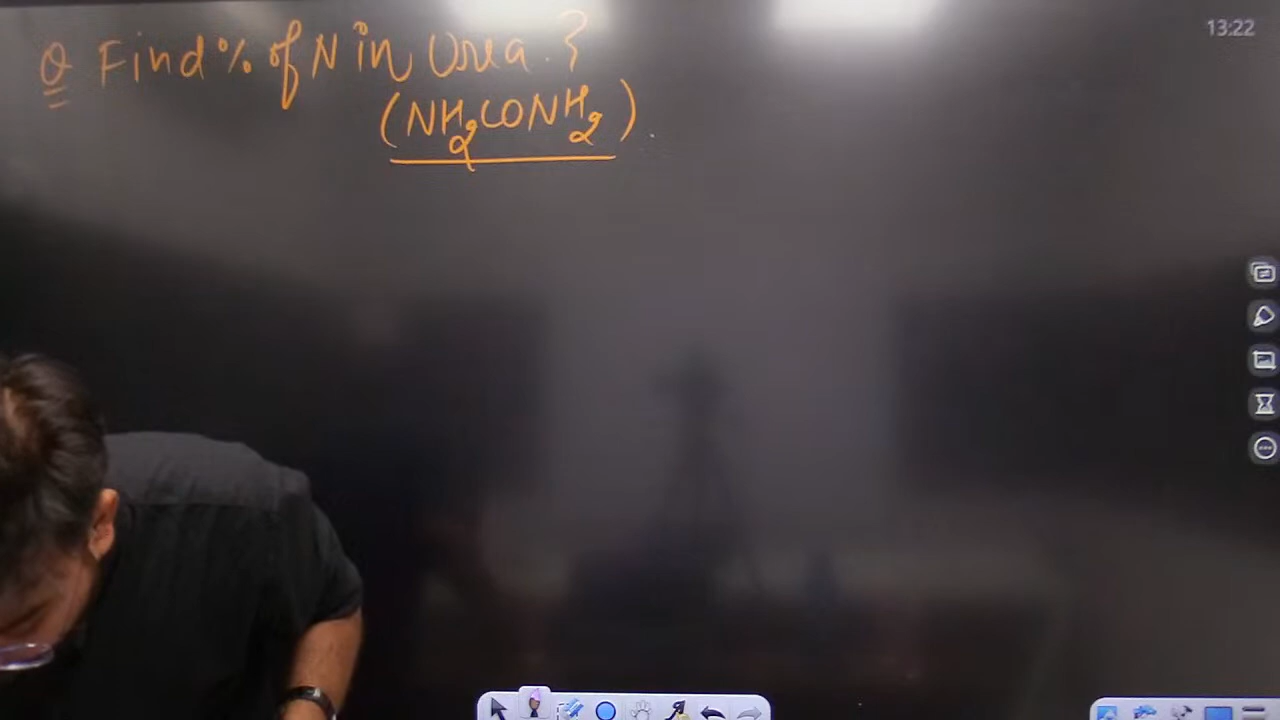 13:22
Q Find % of N in Urea.?
(NH₂CONH₂).